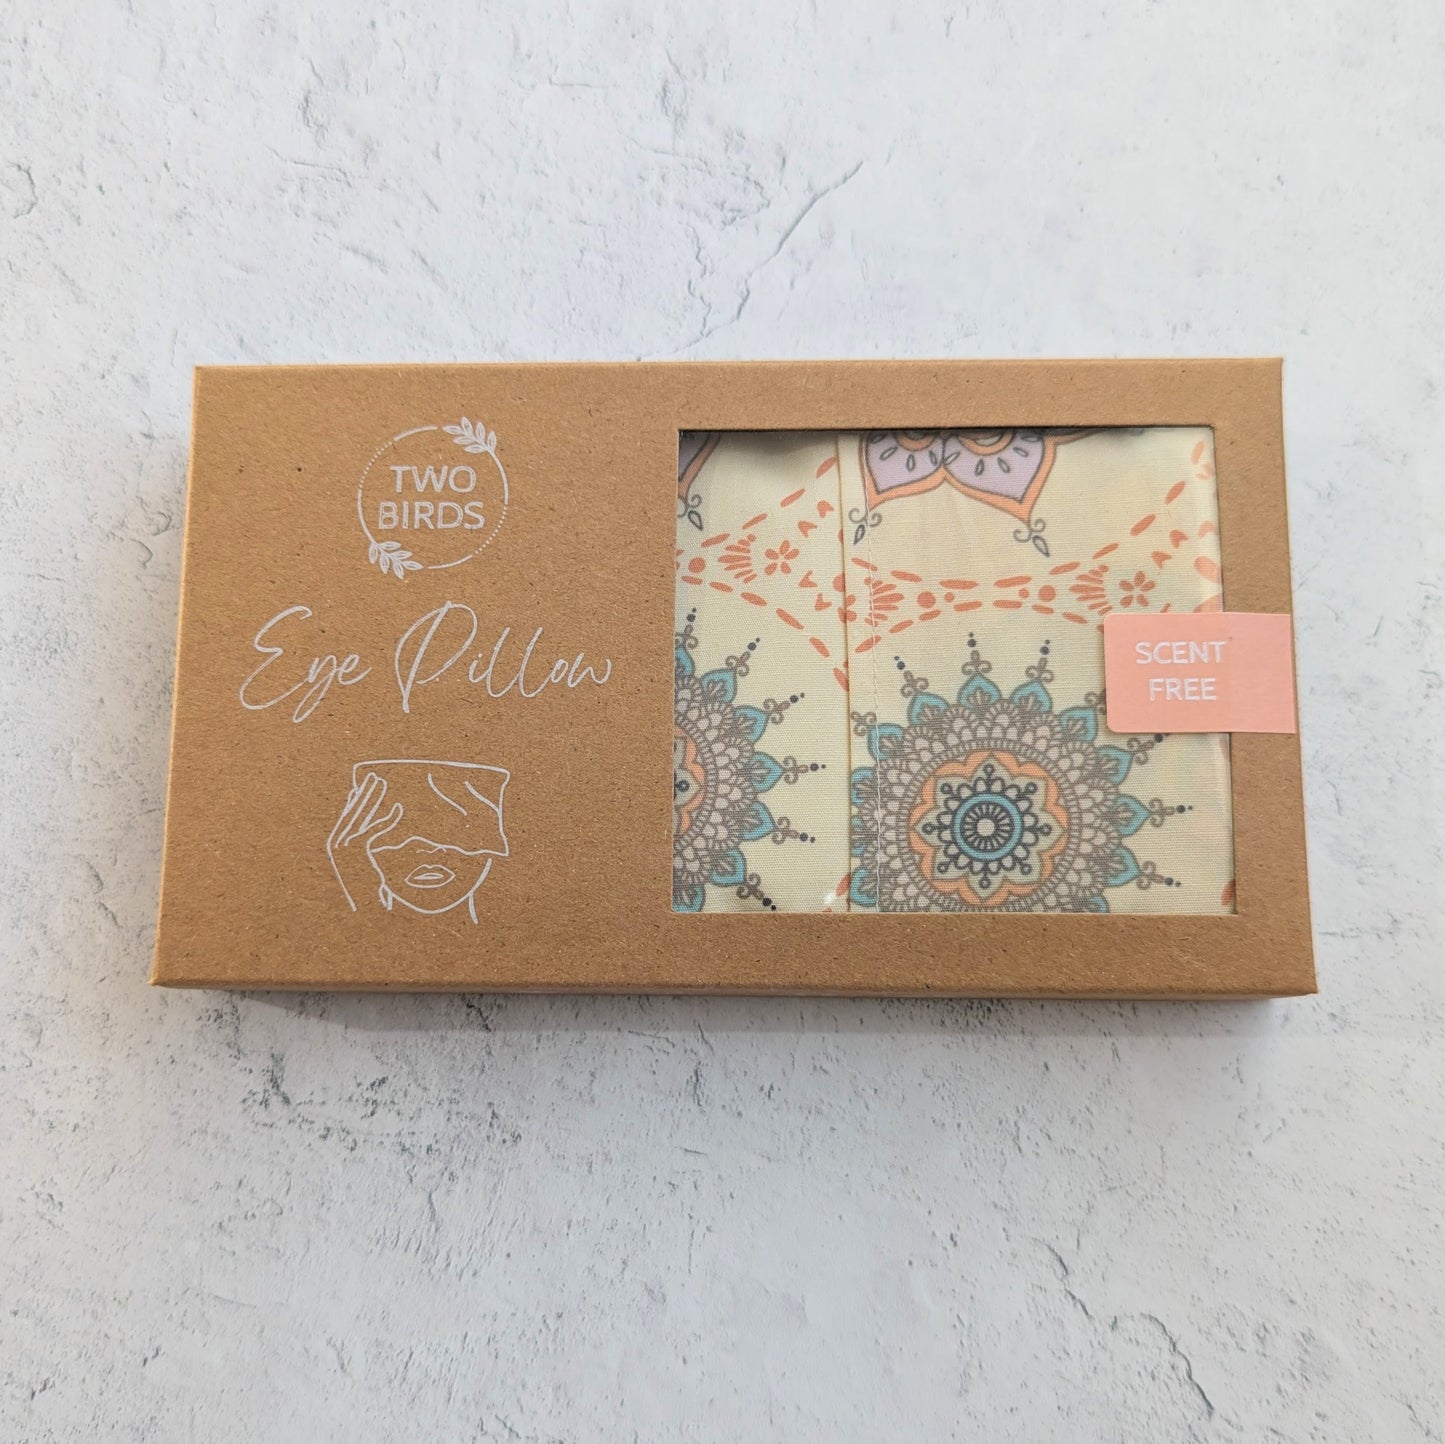 TWO
BIRDS
Eye Pillow
SCENT
FREE